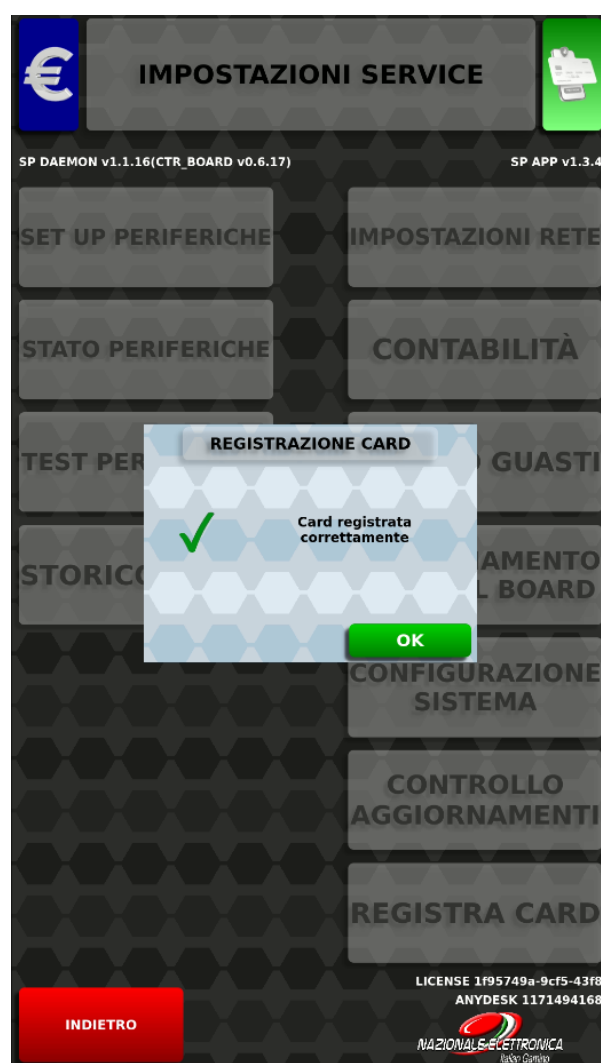 €
IMPOSTAZIONI SERVICE
SP DAEMON v1.1.16(CTR_BOARD v0.6.17)
SP APP v1.3.4
SET UP PERIFERICHE
IMPOSTAZIONI RETE
STATO PERIFERICHE
CONTABILITÀ
TEST PER
GUASTI
REGISTRAZIONE CARD
Card registrata
correttamente
OK
STORICO
AMENTO
L BOARD
CONFIGURAZIONE
SISTEMA
CONTROLLO
AGGIORNAMENTI
REGISTRA CARD
LICENSE 1f95749a-9cf5-43f8
ANYDESK 1171494168
INDIETRO
NAZIONALE ELETTRONICA
Italian Gaming